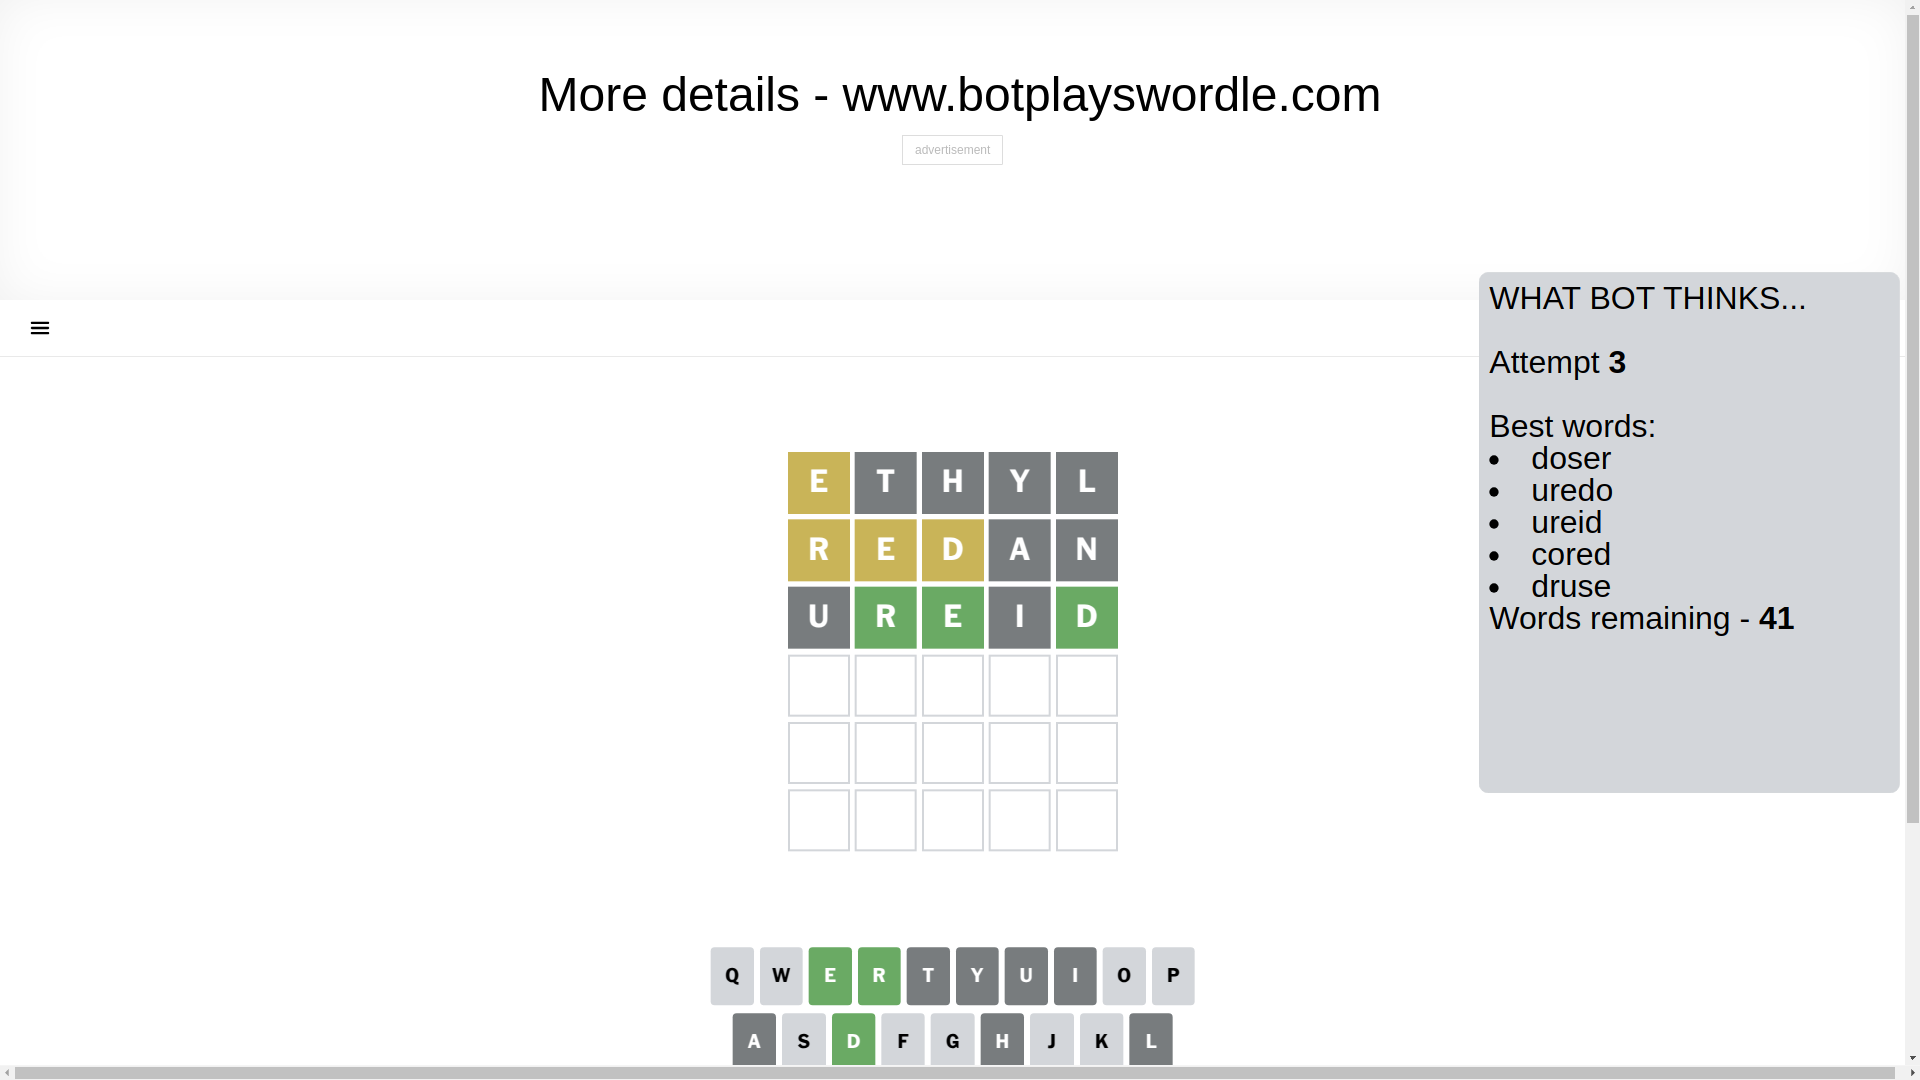 More details - www.botplayswordle.com
advertisement
WHAT BOT THINKS...
Attempt 3
Best words:
• doser
• uredo
• ureid
• cored
• druse
Words remaining - 41
E T H Y L
R E D A N
U R E I D
Q W E R T Y U I O P
A S D F G H J K L